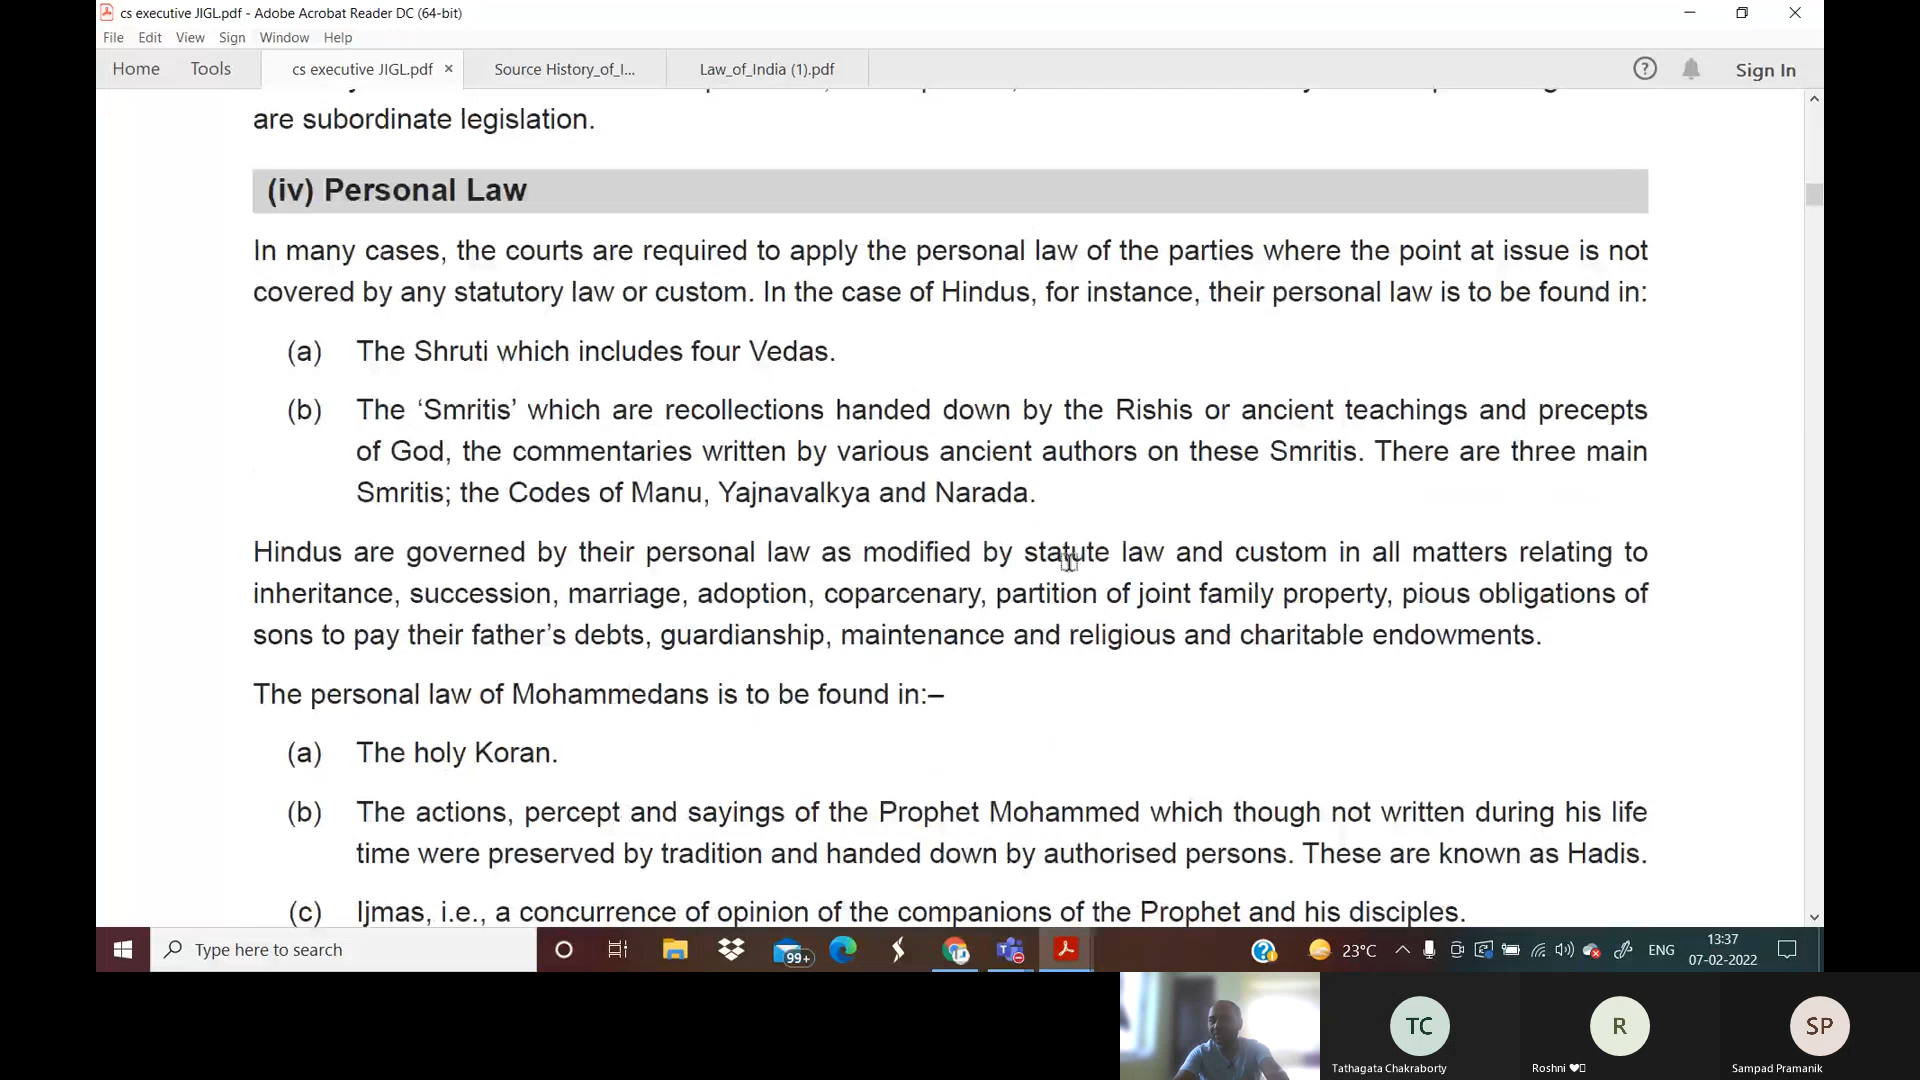 cs executive JIGL.pdf - Adobe Acrobat Reader DC (64-bit)
File Edit View Sign Window Help
Home Tools cs executive JIGL.pdf × Source History_of_I... Law_of_India (1).pdf Sign In
are subordinate legislation.
(iv) Personal Law
In many cases, the courts are required to apply the personal law of the parties where the point at issue is not
covered by any statutory law or custom. In the case of Hindus, for instance, their personal law is to be found in:
(a) The Shruti which includes four Vedas.
(b) The ‘Smritis’ which are recollections handed down by the Rishis or ancient teachings and precepts
of God, the commentaries written by various ancient authors on these Smritis. There are three main
Smritis; the Codes of Manu, Yajnavalkya and Narada.
Hindus are governed by their personal law as modified by statute law and custom in all matters relating to
inheritance, succession, marriage, adoption, coparcenary, partition of joint family property, pious obligations of
sons to pay their father’s debts, guardianship, maintenance and religious and charitable endowments.
The personal law of Mohammedans is to be found in:–
(a) The holy Koran.
(b) The actions, percept and sayings of the Prophet Mohammed which though not written during his life
time were preserved by tradition and handed down by authorised persons. These are known as Hadis.
(c) Ijmas, i.e., a concurrence of opinion of the companions of the Prophet and his disciples.
Type here to search 99+ 23°C ENG 13:37
07-02-2022
TC R SP
Tathagata Chakraborty Roshni ❤ Sampad Pramanik